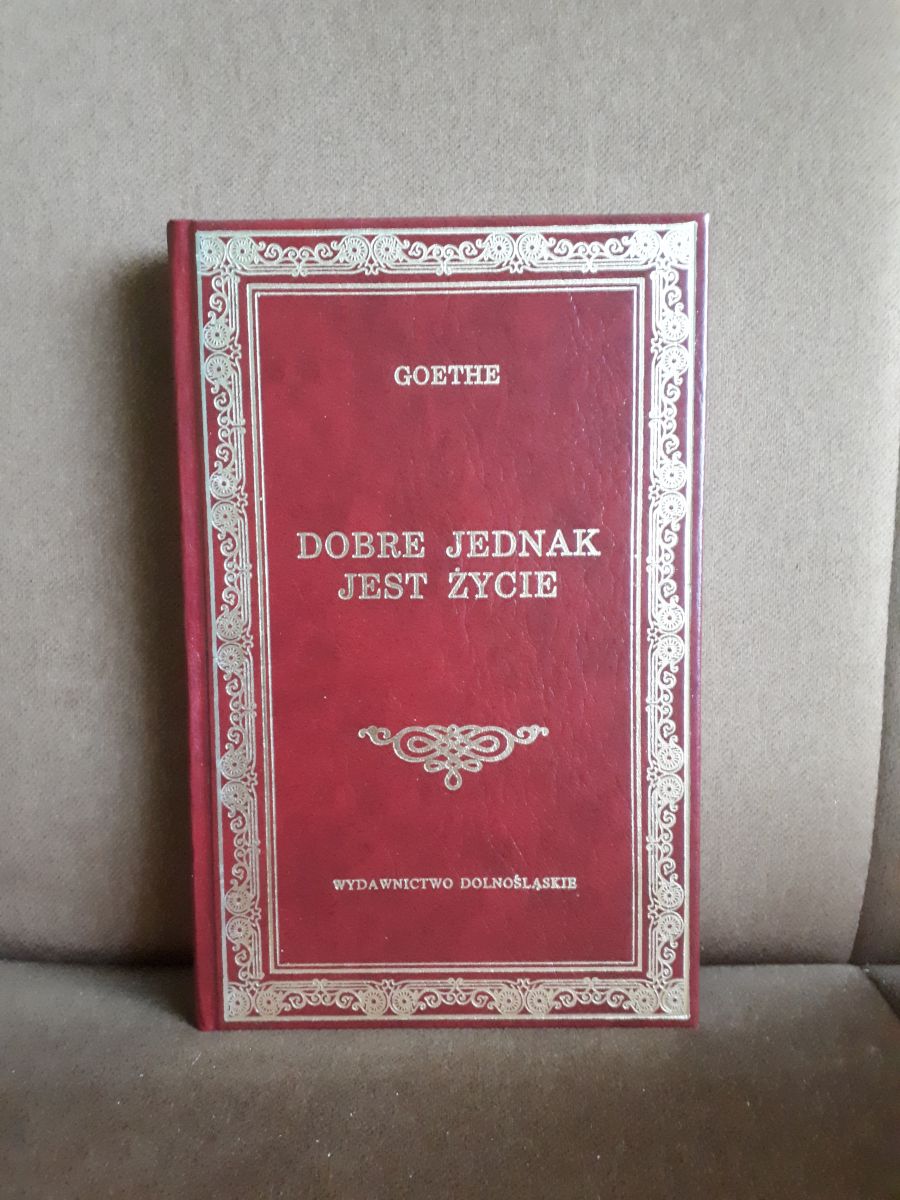 GOETHE
DOBRE JEDNAK
JEST ŻYCIE
WYDAWNICTWO DOLNOŚLĄSKIE